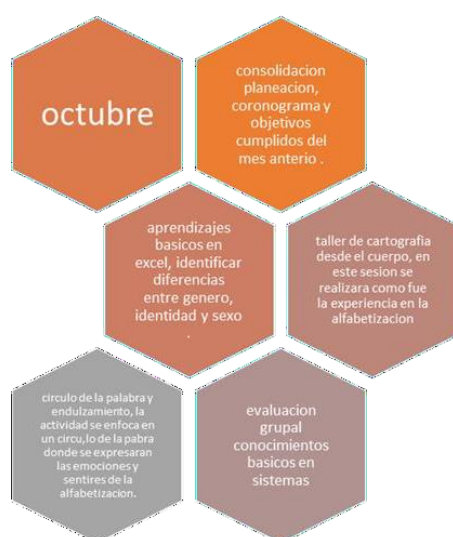 octubre
consolidacion
planeacion,
coronograma y
objetivos
cumplidos del
mes anterio .
aprendizajes
basicos en
excel, identificar
diferencias
entre genero,
identidad y sexo
.
taller de cartografia
desde el cuerpo, en
este sesion se
realizara como fue
la experiencia en la
alfabetizacion
circulo de la palabra y
endulzamiento, la
actividad se enfoca en
un circu,lo de la pabra
donde se expresaran
las emociones y
sentires de la
alfabetizacion.
evaluacion
grupal
conocimientos
basicos en
sistemas